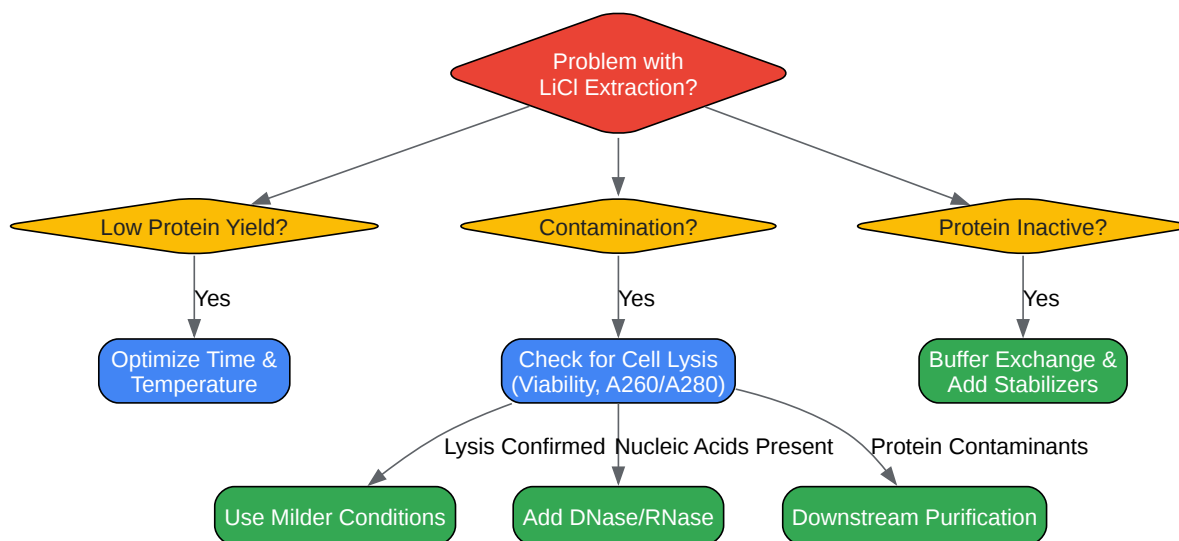 Problem with
LiCl Extraction?
Low Protein Yield?
Contamination?
Protein Inactive?
Yes
Yes
Yes
Optimize Time &
Temperature
Check for Cell Lysis
(Viability, A260/A280)
Buffer Exchange &
Add Stabilizers
Lysis Confirmed
Nucleic Acids Present
Protein Contaminants
Use Milder Conditions
Add DNase/RNase
Downstream Purification